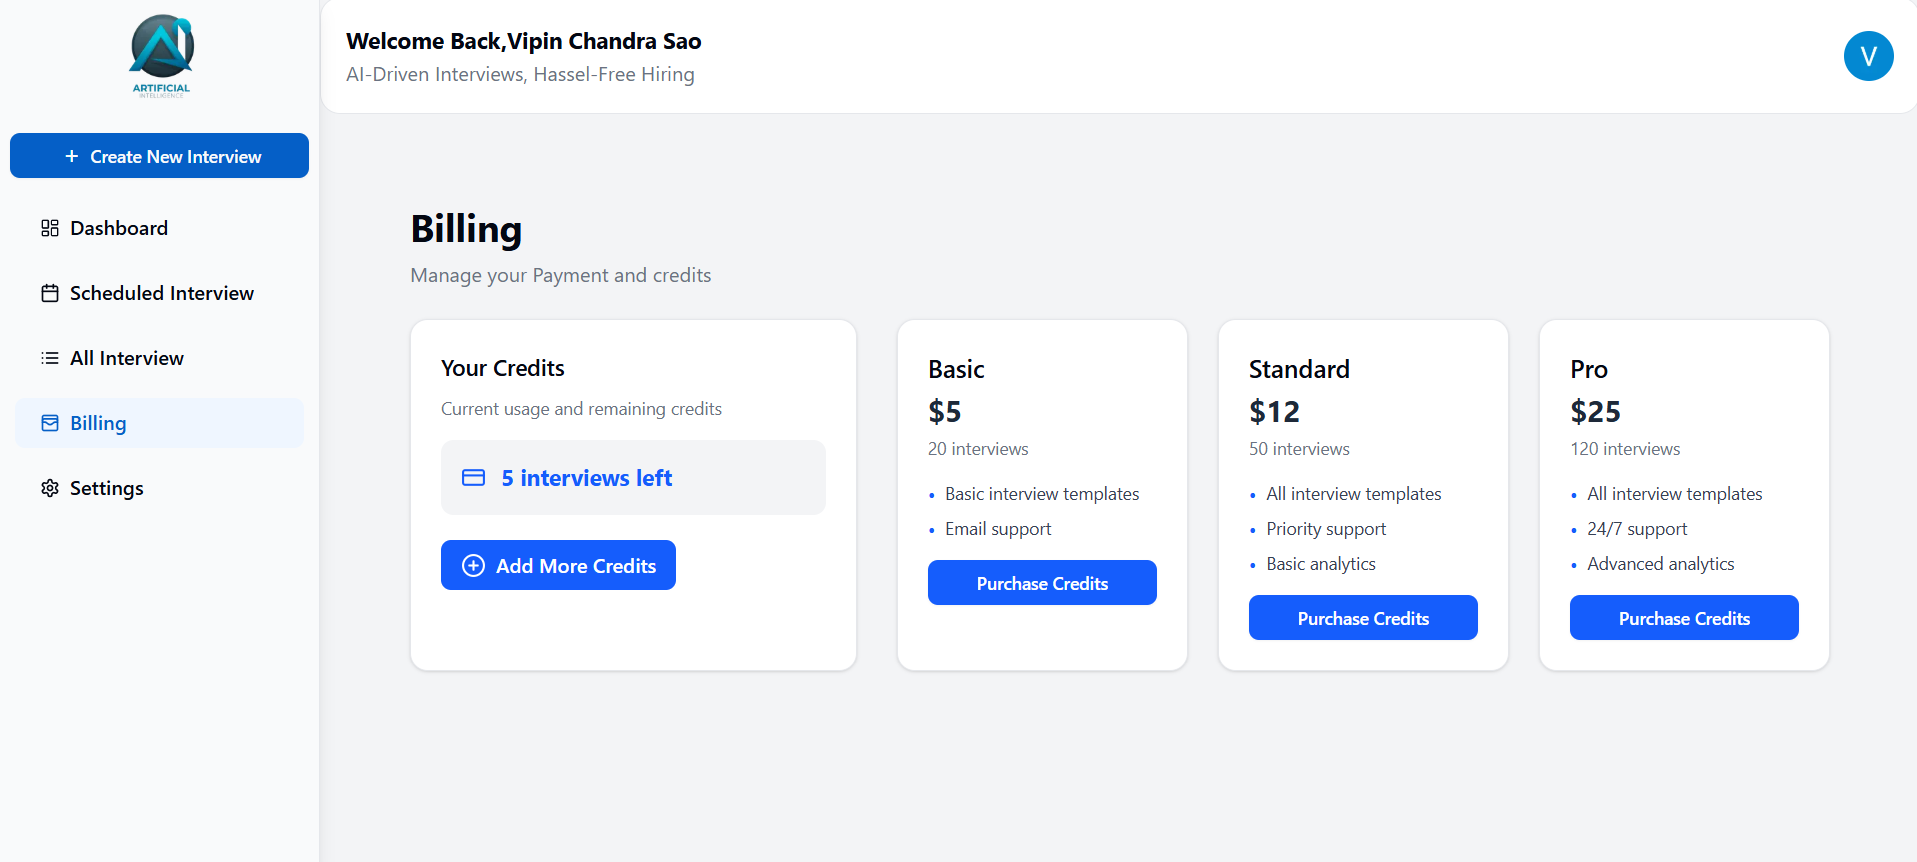 ARTIFICIAL
INTELLIGENCE
+ Create New Interview
Dashboard
Scheduled Interview
All Interview
Billing
Settings
Welcome Back,Vipin Chandra Sao
AI-Driven Interviews, Hassel-Free Hiring
V
Billing
Manage your Payment and credits
Your Credits
Current usage and remaining credits
5 interviews left
Add More Credits
Basic
$5
20 interviews
• Basic interview templates
• Email support
Purchase Credits
Standard
$12
50 interviews
• All interview templates
• Priority support
• Basic analytics
Purchase Credits
Pro
$25
120 interviews
• All interview templates
• 24/7 support
• Advanced analytics
Purchase Credits